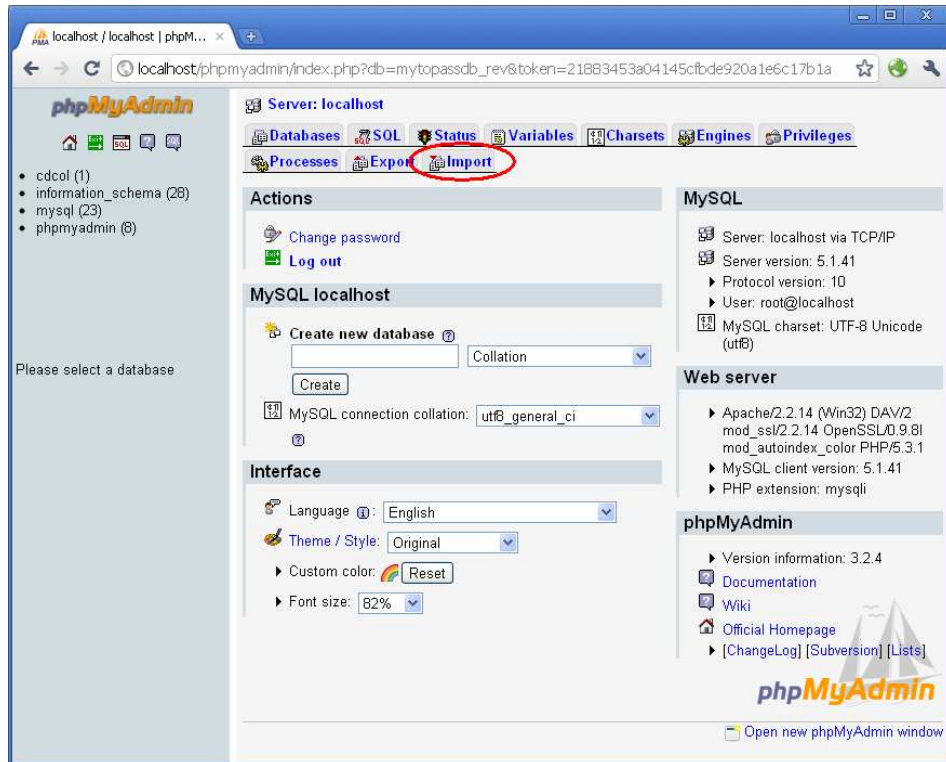 localhost / localhost | phpM...
localhost/phpmyadmin/index.php?db=mytopassdb_rev&token=21883453a04145cfbde920a1e6c17b1a
phpMyAdmin
SQL
cdcol (1)
information_schema (28)
mysql (23)
phpmyadmin (8)
Please select a database
Server: localhost
Databases SQL Status Variables Charsets Engines Privileges
Processes Export Import
Actions
Change password
Log out
MySQL localhost
Create new database
Collation
Create
MySQL connection collation: utf8_general_ci
Interface
Language : English
Theme / Style: Original
Custom color: Reset
Font size: 82%
MySQL
Server: localhost via TCP/IP
Server version: 5.1.41
Protocol version: 10
User: root@localhost
MySQL charset: UTF-8 Unicode
(utf8)
Web server
Apache/2.2.14 (Win32) DAV/2
mod_ssl/2.2.14 OpenSSL/0.9.8l
mod_autoindex_color PHP/5.3.1
MySQL client version: 5.1.41
PHP extension: mysqli
phpMyAdmin
Version information: 3.2.4
Documentation
Wiki
Official Homepage
[ChangeLog] [Subversion] [Lists]
phpMyAdmin
Open new phpMyAdmin window